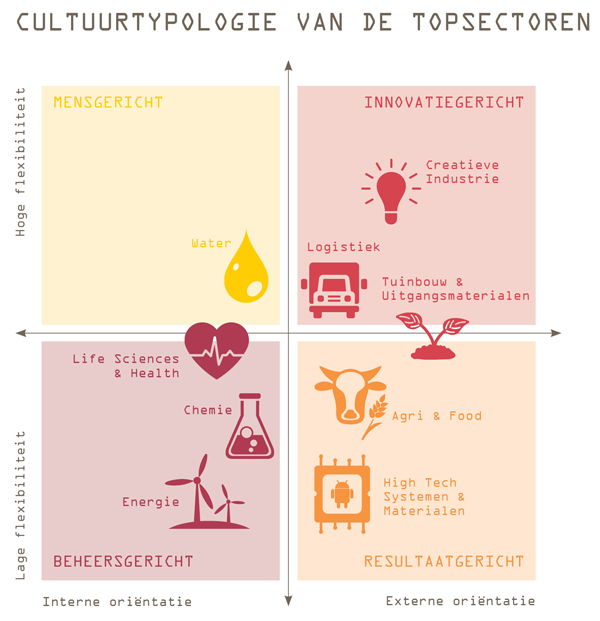 CULTUURTYPOLOGIE VAN DE TOPSECTOREN
Hoge flexibiliteit
MENSGERICHT
INNOVATIEGERICHT
Creatieve
Industrie
Water
Logistiek
Tuinbouw &
Uitgangsmaterialen
Life Sciences
& Health
Chemie
Agri & Food
Lage flexibiliteit
High Tech
Systemen &
Materialen
Energie
BEHEERSGERICHT
RESULTAATGERICHT
Interne oriëntatie
Externe oriëntatie